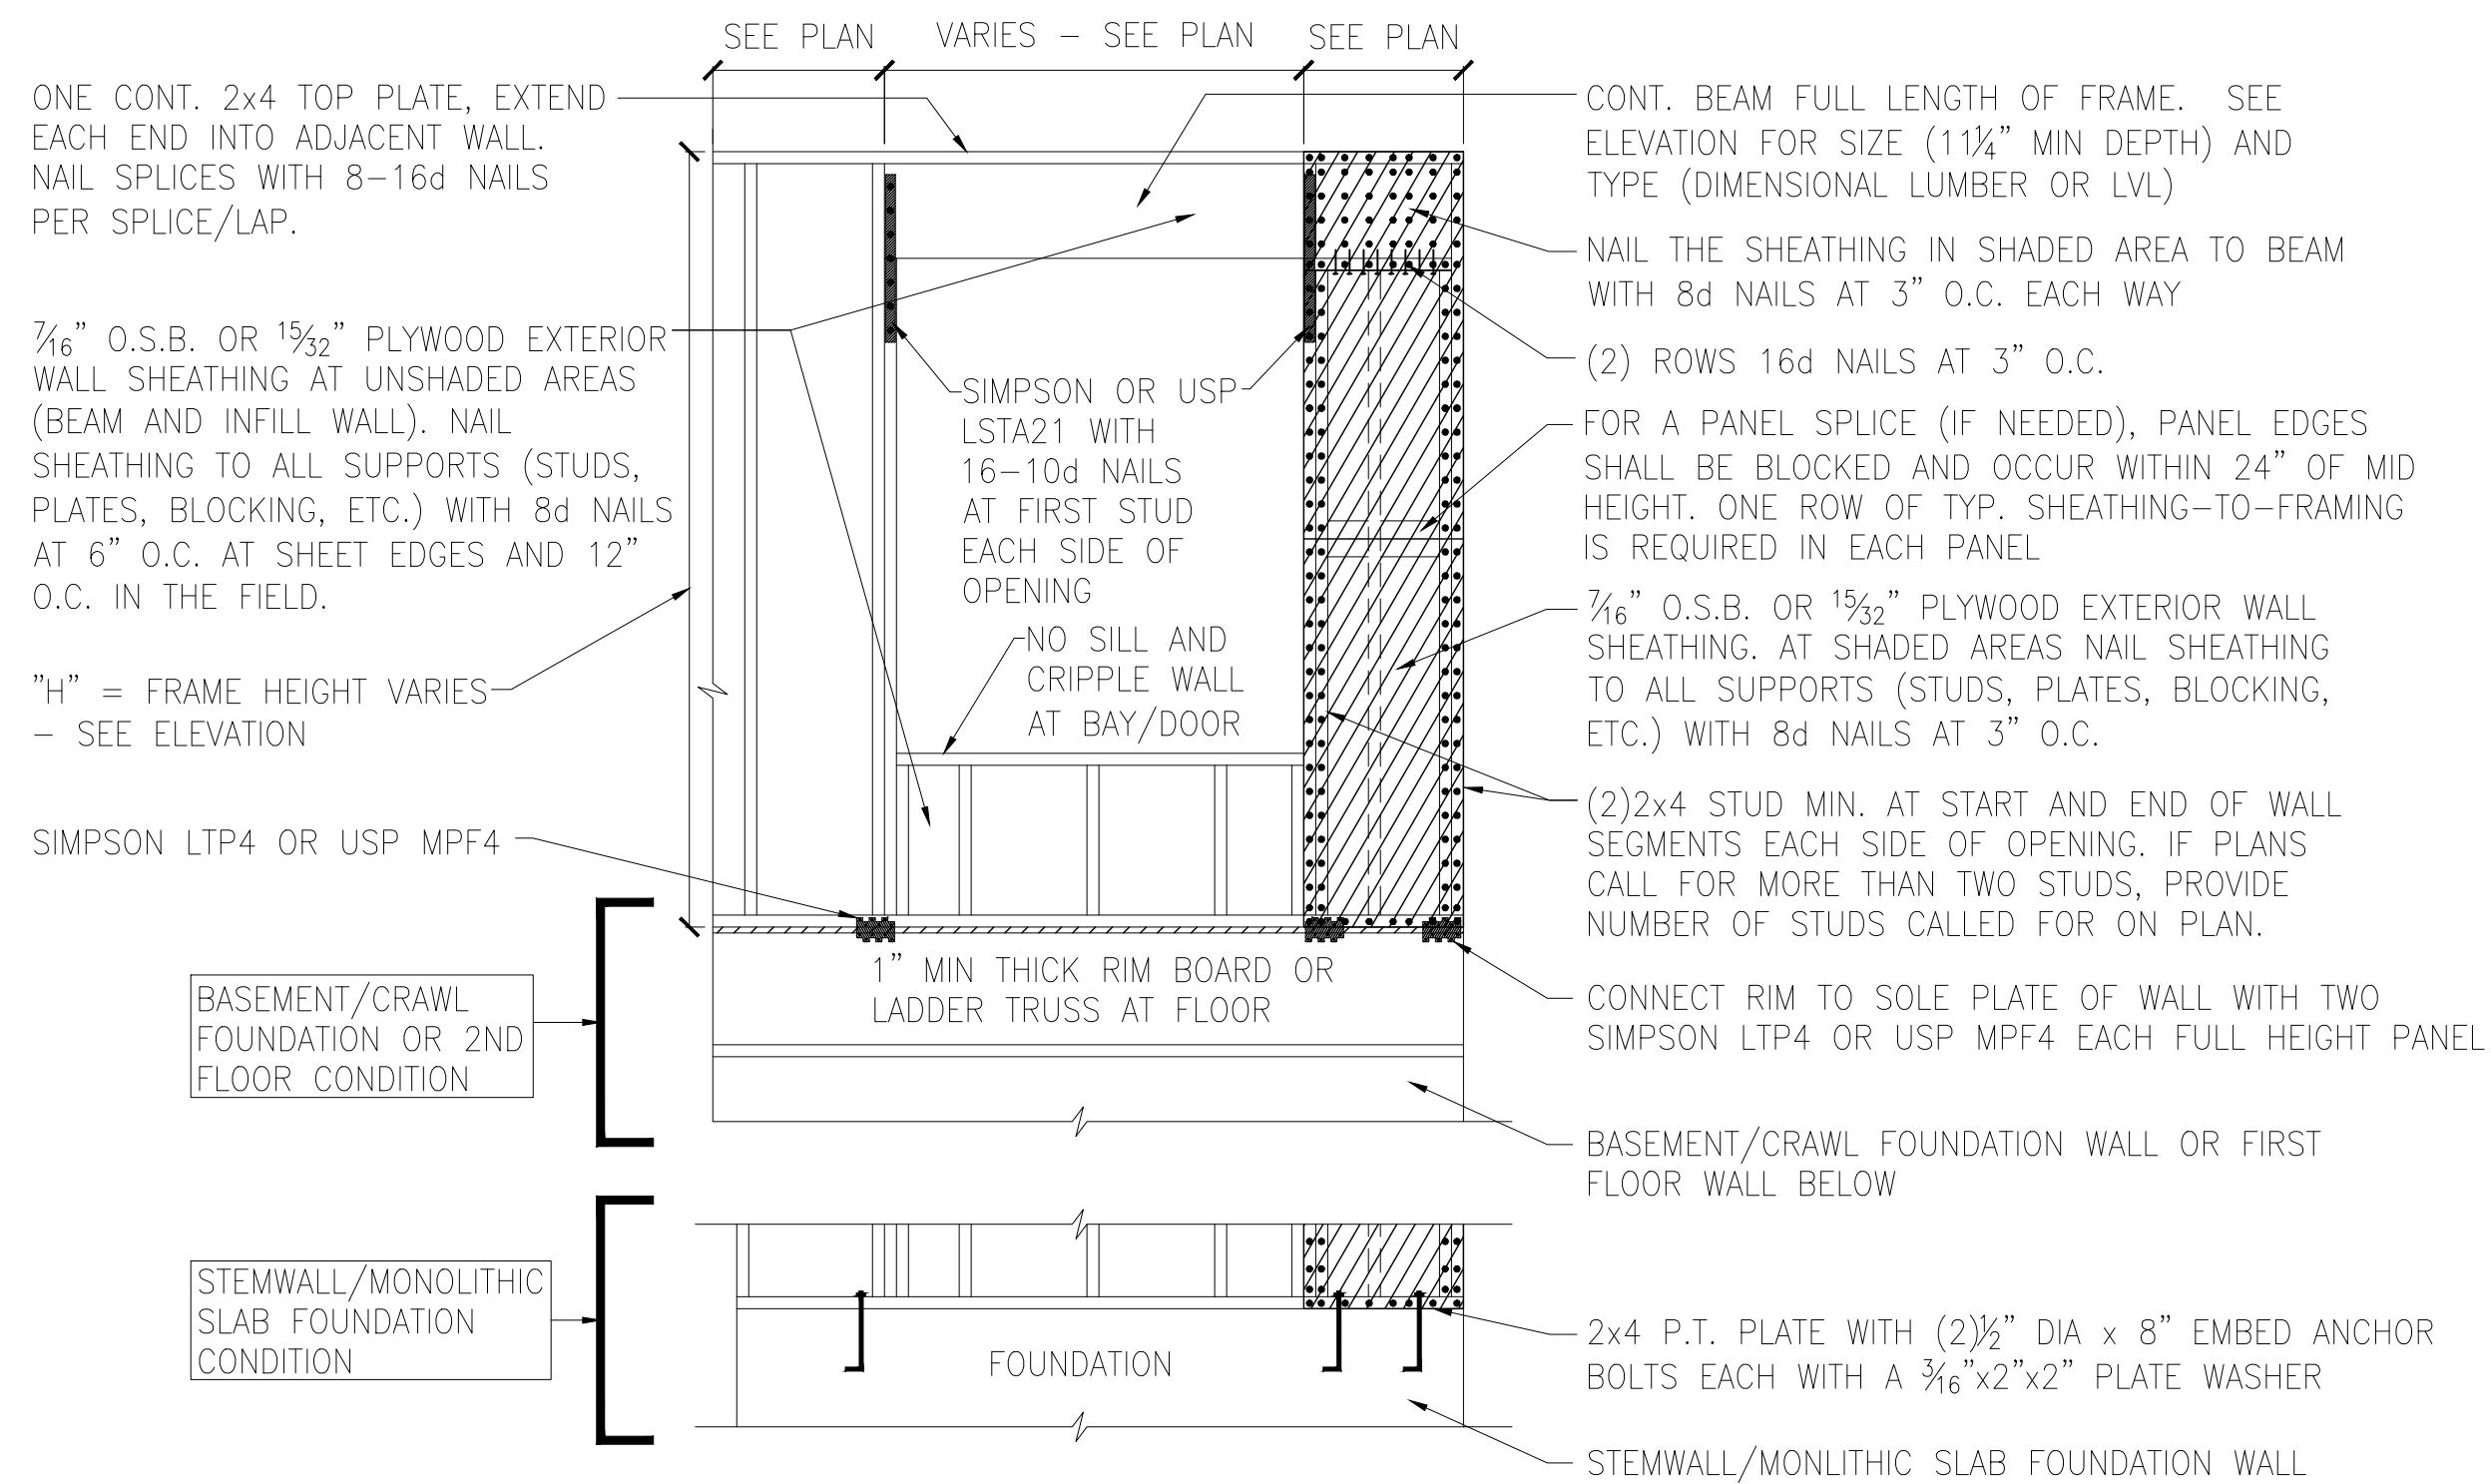 SEE PLAN
VARIES – SEE PLAN
SEE PLAN
ONE CONT. 2x4 TOP PLATE, EXTEND
EACH END INTO ADJACENT WALL.
NAIL SPLICES WITH 8–16d NAILS
PER SPLICE/LAP.
7/16" O.S.B. OR 15/32" PLYWOOD EXTERIOR
WALL SHEATHING AT UNSHADED AREAS
(BEAM AND INFILL WALL). NAIL
SHEATHING TO ALL SUPPORTS (STUDS,
PLATES, BLOCKING, ETC.) WITH 8d NAILS
AT 6" O.C. AT SHEET EDGES AND 12"
O.C. IN THE FIELD.
"H" = FRAME HEIGHT VARIES
– SEE ELEVATION
SIMPSON LTP4 OR USP MPF4
BASEMENT/CRAWL
FOUNDATION OR 2ND
FLOOR CONDITION
STEMWALL/MONOLITHIC
SLAB FOUNDATION
CONDITION
SIMPSON OR USP
LSTA21 WITH
16–10d NAILS
AT FIRST STUD
EACH SIDE OF
OPENING
NO SILL AND
CRIPPLE WALL
AT BAY/DOOR
1" MIN THICK RIM BOARD OR
LADDER TRUSS AT FLOOR
FOUNDATION
CONT. BEAM FULL LENGTH OF FRAME. SEE
ELEVATION FOR SIZE (11 1/4" MIN DEPTH) AND
TYPE (DIMENSIONAL LUMBER OR LVL)
NAIL THE SHEATHING IN SHADED AREA TO BEAM
WITH 8d NAILS AT 3" O.C. EACH WAY
(2) ROWS 16d NAILS AT 3" O.C.
FOR A PANEL SPLICE (IF NEEDED), PANEL EDGES
SHALL BE BLOCKED AND OCCUR WITHIN 24" OF MID
HEIGHT. ONE ROW OF TYP. SHEATHING–TO–FRAMING
IS REQUIRED IN EACH PANEL
7/16" O.S.B. OR 15/32" PLYWOOD EXTERIOR WALL
SHEATHING. AT SHADED AREAS NAIL SHEATHING
TO ALL SUPPORTS (STUDS, PLATES, BLOCKING,
ETC.) WITH 8d NAILS AT 3" O.C.
(2)2x4 STUD MIN. AT START AND END OF WALL
SEGMENTS EACH SIDE OF OPENING. IF PLANS
CALL FOR MORE THAN TWO STUDS, PROVIDE
NUMBER OF STUDS CALLED FOR ON PLAN.
CONNECT RIM TO SOLE PLATE OF WALL WITH TWO
SIMPSON LTP4 OR USP MPF4 EACH FULL HEIGHT PANEL
BASEMENT/CRAWL FOUNDATION WALL OR FIRST
FLOOR WALL BELOW
2x4 P.T. PLATE WITH (2)1/2" DIA x 8" EMBED ANCHOR
BOLTS EACH WITH A 3/16"x2"x2" PLATE WASHER
STEMWALL/MONLITHIC SLAB FOUNDATION WALL